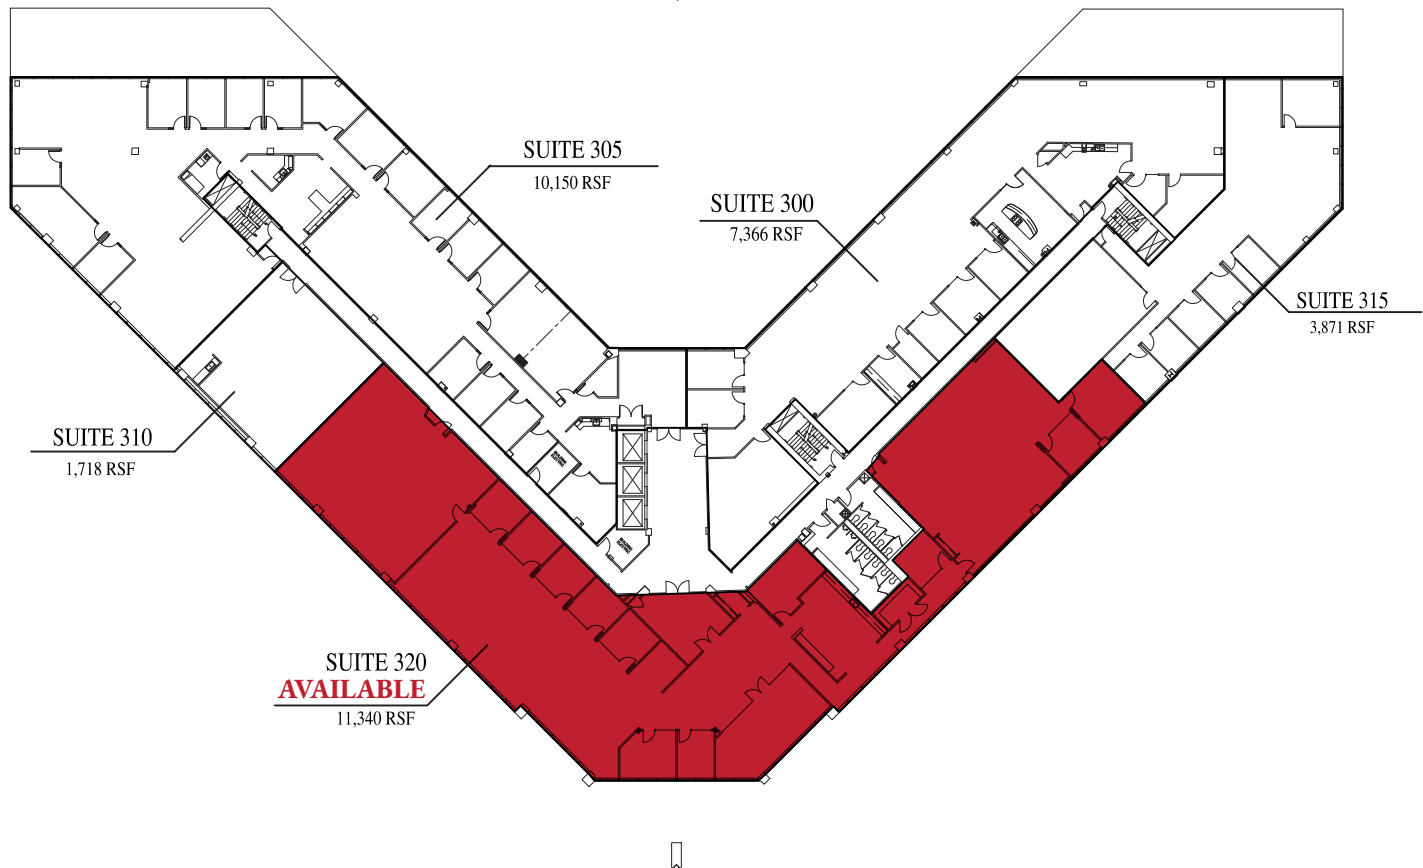 SUITE 305
10,150 RSF
SUITE 300
7,366 RSF
SUITE 315
3,871 RSF
SUITE 310
1,718 RSF
SUITE 320
AVAILABLE
11,340 RSF